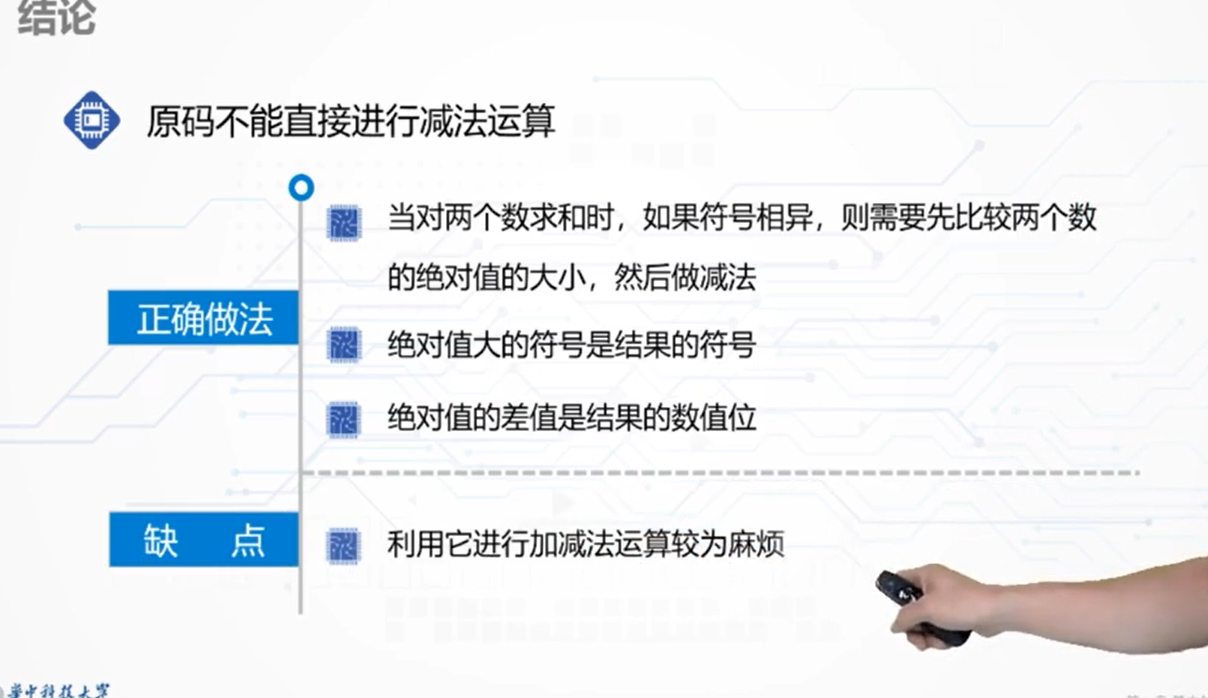 结论
原码不能直接进行减法运算
当对两个数求和时，如果符号相异，则需要先比较两个数
的绝对值的大小，然后做减法
正确做法
绝对值大的符号是结果的符号
绝对值的差值是结果的数值位
缺 点
利用它进行加减法运算较为麻烦
华中科技大学